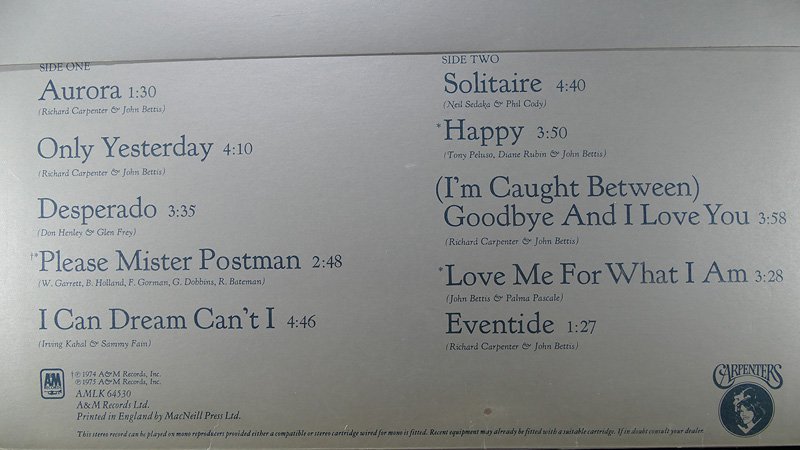 SIDE ONE
Aurora 1:30
(Richard Carpenter & John Bettis)
Only Yesterday 4:10
(Richard Carpenter & John Bettis)
Desperado 3:35
(Don Henley & Glen Frey)
†*Please Mister Postman 2:48
(W. Garrett, B. Holland, F. Gorman, G. Dobbins, R. Bateman)
I Can Dream Can't I 4:46
(Irving Kahal & Sammy Fain)
SIDE TWO
Solitaire 4:40
(Neil Sedaka & Phil Cody)
*Happy 3:50
(Tony Peluso, Diane Rubin & John Bettis)
(I'm Caught Between)
Goodbye And I Love You 3:58
(Richard Carpenter & John Bettis)
*Love Me For What I Am 3:28
(John Bettis & Palma Pascale)
Eventide 1:27
(Richard Carpenter & John Bettis)
A&M
RECORDS
†℗ 1974 A&M Records, Inc.
℗ 1975 A&M Records, Inc.
AMLK 64530
A&M Records Ltd.
Printed in England by MacNeill Press Ltd.
CARPENTERS
This stereo record can be played on mono reproducers provided either a compatible or stereo cartridge wired for mono is fitted. Recent equipment may already be fitted with a suitable cartridge. If in doubt consult your dealer.